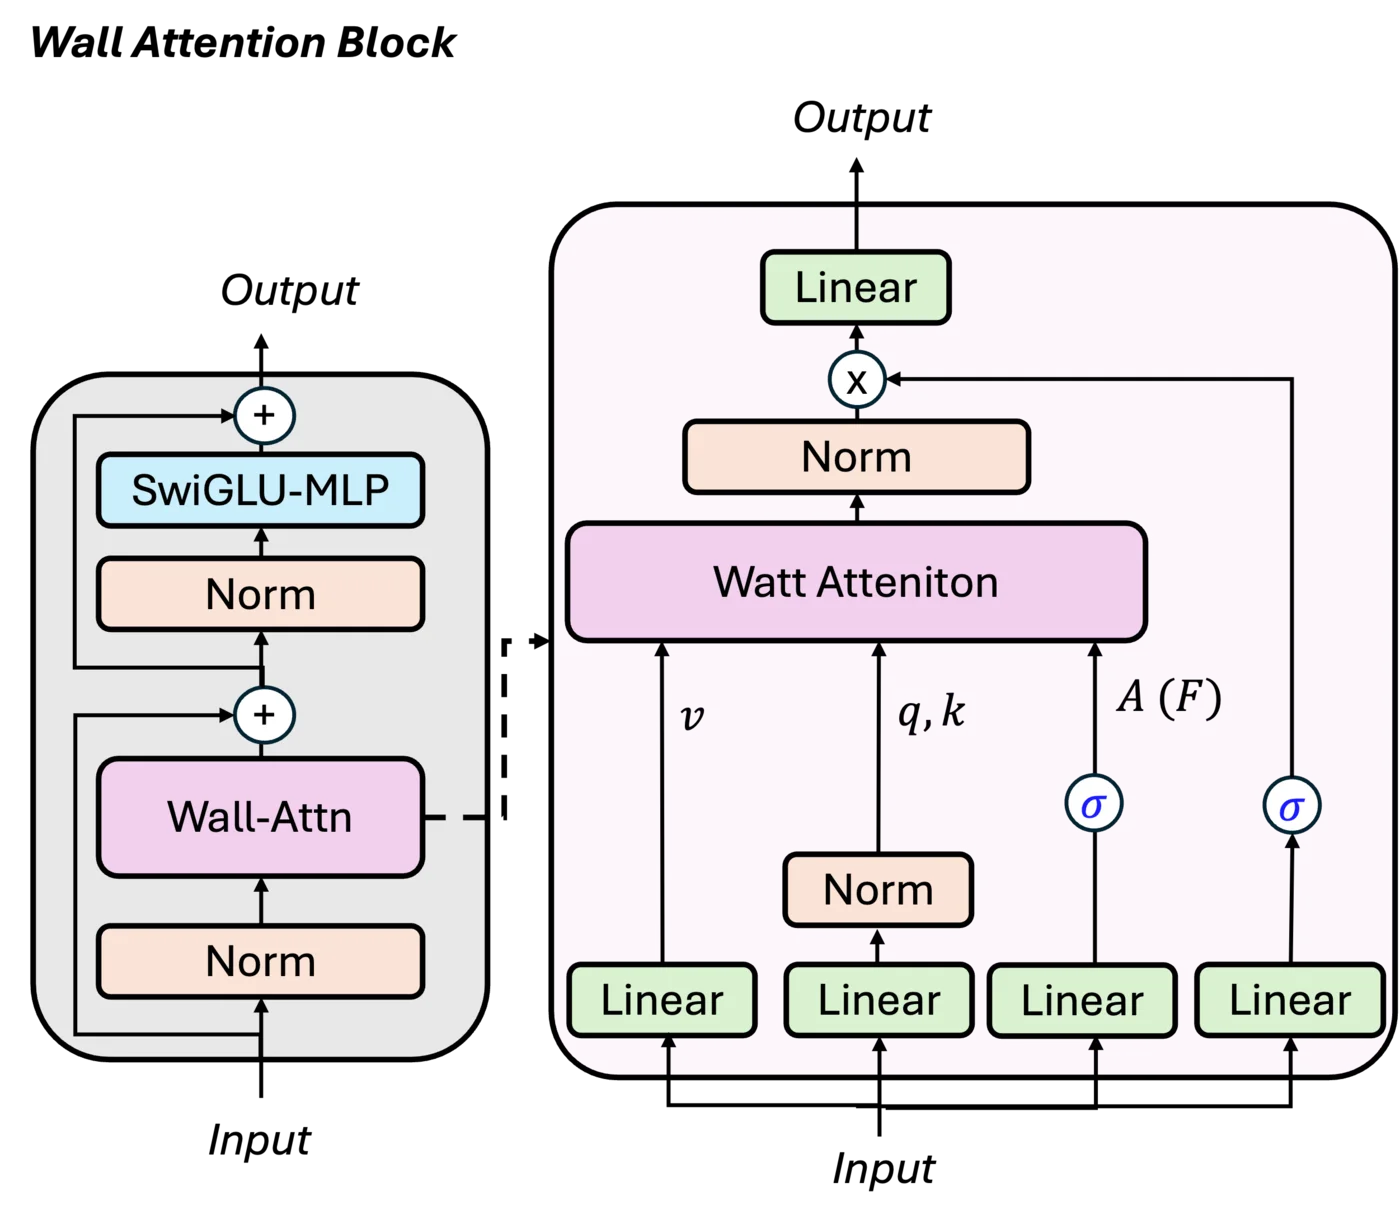 Wall Attention Block
Output
+
SwiGLU-MLP
Norm
+
Wall-Attn
Norm
Input
Output
Linear
x
Norm
Watt Atteniton
v
q, k
A (F)
σ
σ
Norm
Linear
Linear
Linear
Linear
Input